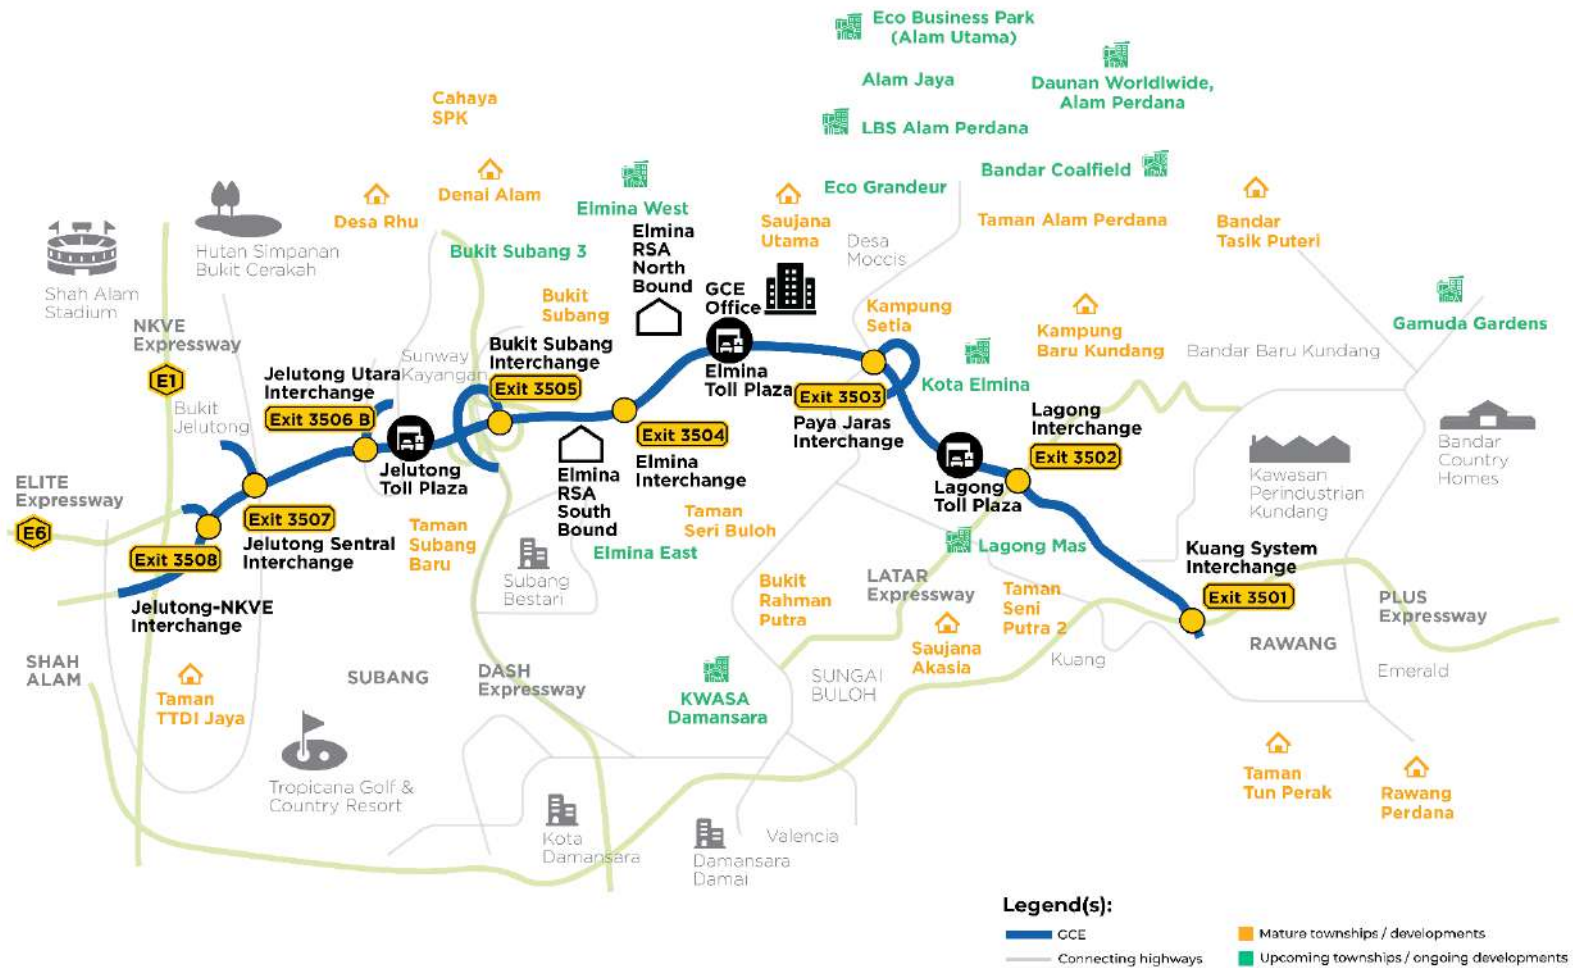 Eco Business Park
(Alam Utama)
Alam Jaya
Daunan Worldlwide,
Alam Perdana
Cahaya
SPK
LBS Alam Perdana
Bandar Coalfield
Denai Alam
Eco Grandeur
Desa Rhu
Elmina West
Saujana
Utama
Taman Alam Perdana
Bandar
Tasik Puteri
Hutan Simpanan
Bukit Cerakah
Bukit Subang 3
Elmina
RSA
North
Bound
Desa
Moccis
Shah Alam
Stadium
GCE
Office
Bukit
Subang
Kampung
Setia
Kampung
Baru Kundang
Gamuda Gardens
NKVE
Expressway
E1
Sunway
Kayangan
Bukit Subang
Interchange
Exit 3505
Bandar Baru Kundang
Jelutong Utara
Interchange
Exit 3506 B
Elmina
Toll Plaza
Exit 3503
Paya Jaras
Interchange
Kota Elmina
Bukit
Jelutong
Lagong
Interchange
Exit 3502
Exit 3504
Elmina
Interchange
Bandar
Country
Homes
Jelutong
Toll Plaza
Elmina
RSA
South
Bound
Lagong
Toll Plaza
Kawasan
Perindustrian
Kundang
ELITE
Expressway
E6
Exit 3507
Jelutong Sentral
Interchange
Taman
Subang
Baru
Taman
Seri Buloh
Elmina East
Lagong Mas
Kuang System
Interchange
Exit 3501
Exit 3508
Jelutong-NKVE
Interchange
Subang
Bestari
Bukit
Rahman
Putra
LATAR
Expressway
Taman
Seni
Putra 2
PLUS
Expressway
RAWANG
SHAH
ALAM
SUBANG
DASH
Expressway
SUNGAI
BULOH
Saujana
Akasia
Kuang
Emerald
Taman
TTDI Jaya
KWASA
Damansara
Tropicana Golf &
Country Resort
Taman
Tun Perak
Rawang
Perdana
Kota
Damansara
Damansara
Damai
Valencia
Legend(s):
GCE
Mature townships / developments
Connecting highways
Upcoming townships / ongoing developments